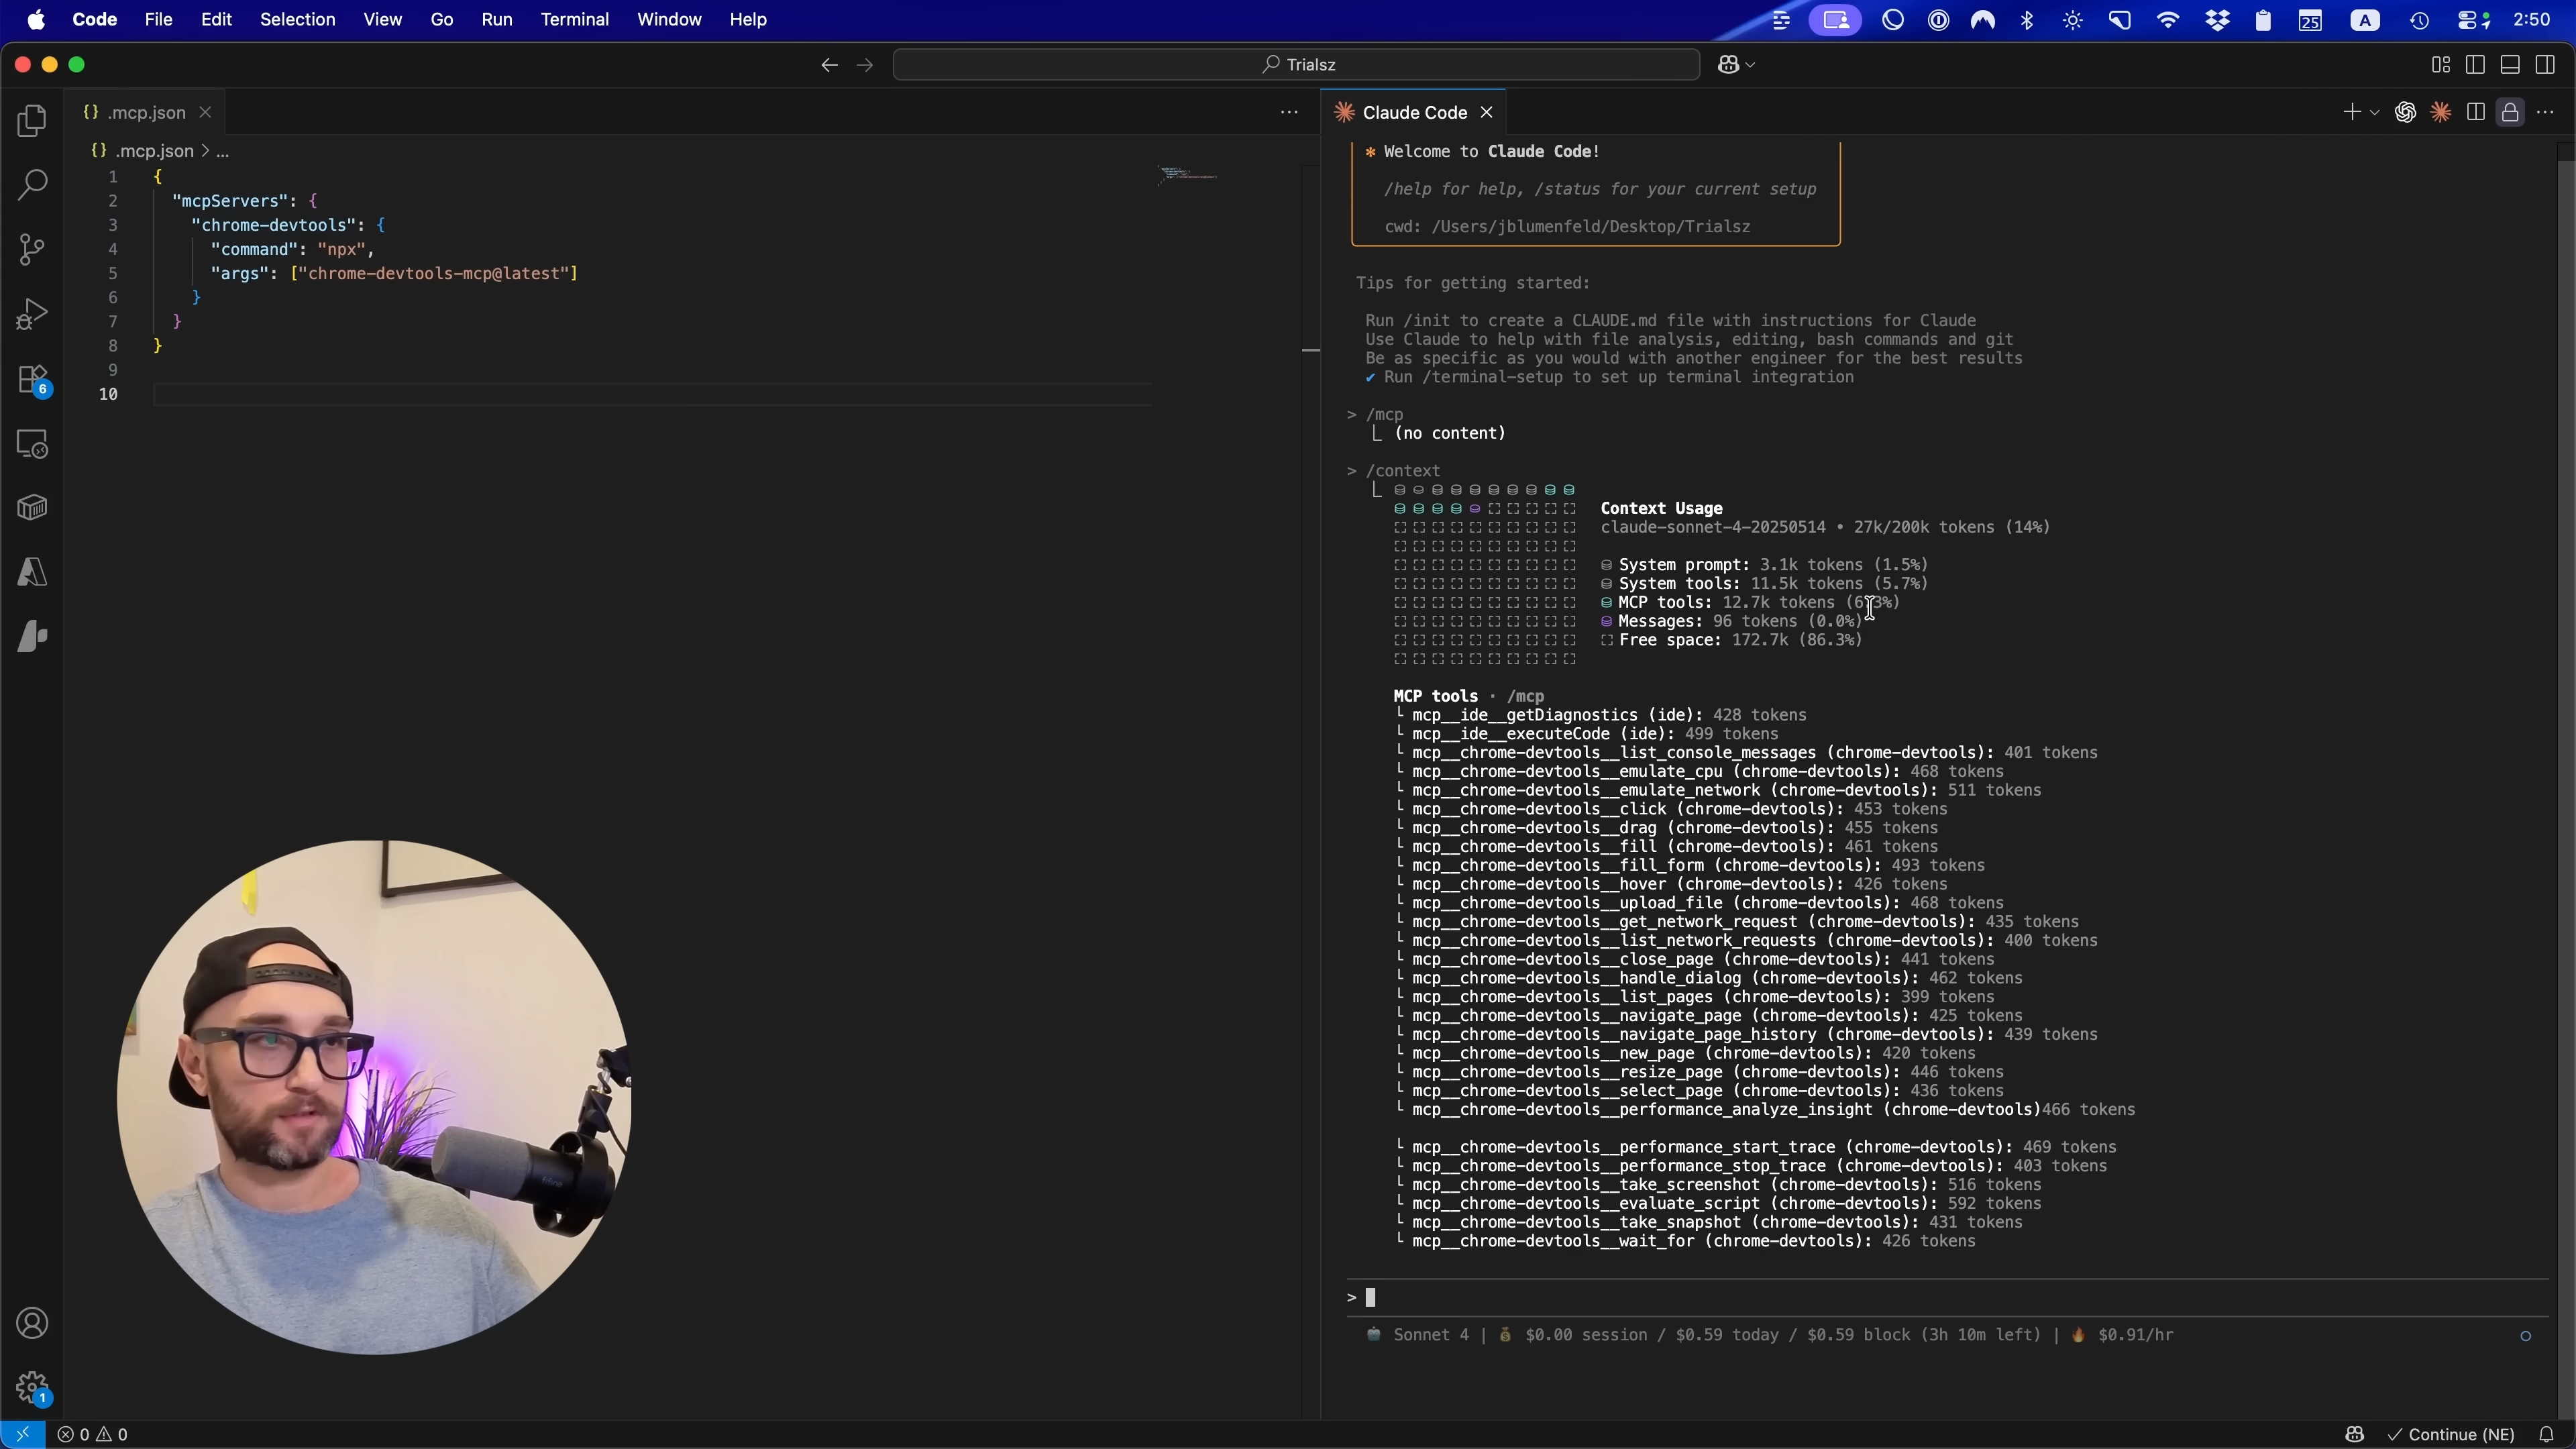 Code File Edit Selection View Go Run Terminal Window Help
25 A 2:50
Trialsz
{} .mcp.json
{} .mcp.json > ...
1 {
2 "mcpServers": {
3 "chrome-devtools": {
4 "command": "npx",
5 "args": ["chrome-devtools-mcp@latest"]
6 }
7 }
8 }
9
10
6
1
Claude Code
* Welcome to Claude Code!
/help for help, /status for your current setup
cwd: /Users/jblumenfeld/Desktop/Trialsz
Tips for getting started:
Run /init to create a CLAUDE.md file with instructions for Claude
Use Claude to help with file analysis, editing, bash commands and git
Be as specific as you would with another engineer for the best results
✔ Run /terminal-setup to set up terminal integration
> /mcp
(no content)
> /context
Context Usage
claude-sonnet-4-20250514 • 27k/200k tokens (14%)
System prompt: 3.1k tokens (1.5%)
System tools: 11.5k tokens (5.7%)
MCP tools: 12.7k tokens (6.3%)
Messages: 96 tokens (0.0%)
Free space: 172.7k (86.3%)
MCP tools · /mcp
└ mcp__ide__getDiagnostics (ide): 428 tokens
└ mcp__ide__executeCode (ide): 499 tokens
└ mcp__chrome-devtools__list_console_messages (chrome-devtools): 401 tokens
└ mcp__chrome-devtools__emulate_cpu (chrome-devtools): 468 tokens
└ mcp__chrome-devtools__emulate_network (chrome-devtools): 511 tokens
└ mcp__chrome-devtools__click (chrome-devtools): 453 tokens
└ mcp__chrome-devtools__drag (chrome-devtools): 455 tokens
└ mcp__chrome-devtools__fill (chrome-devtools): 461 tokens
└ mcp__chrome-devtools__fill_form (chrome-devtools): 493 tokens
└ mcp__chrome-devtools__hover (chrome-devtools): 426 tokens
└ mcp__chrome-devtools__upload_file (chrome-devtools): 468 tokens
└ mcp__chrome-devtools__get_network_request (chrome-devtools): 435 tokens
└ mcp__chrome-devtools__list_network_requests (chrome-devtools): 400 tokens
└ mcp__chrome-devtools__close_page (chrome-devtools): 441 tokens
└ mcp__chrome-devtools__handle_dialog (chrome-devtools): 462 tokens
└ mcp__chrome-devtools__list_pages (chrome-devtools): 399 tokens
└ mcp__chrome-devtools__navigate_page (chrome-devtools): 425 tokens
└ mcp__chrome-devtools__navigate_page_history (chrome-devtools): 439 tokens
└ mcp__chrome-devtools__new_page (chrome-devtools): 420 tokens
└ mcp__chrome-devtools__resize_page (chrome-devtools): 446 tokens
└ mcp__chrome-devtools__select_page (chrome-devtools): 436 tokens
└ mcp__chrome-devtools__performance_analyze_insight (chrome-devtools)466 tokens
└ mcp__chrome-devtools__performance_start_trace (chrome-devtools): 469 tokens
└ mcp__chrome-devtools__performance_stop_trace (chrome-devtools): 403 tokens
└ mcp__chrome-devtools__take_screenshot (chrome-devtools): 516 tokens
└ mcp__chrome-devtools__evaluate_script (chrome-devtools): 592 tokens
└ mcp__chrome-devtools__take_snapshot (chrome-devtools): 431 tokens
└ mcp__chrome-devtools__wait_for (chrome-devtools): 426 tokens
>
Sonnet 4 | 💰 $0.00 session / $0.59 today / $0.59 block (3h 10m left) | 🔥 $0.91/hr
0 0
✓ Continue (NE)